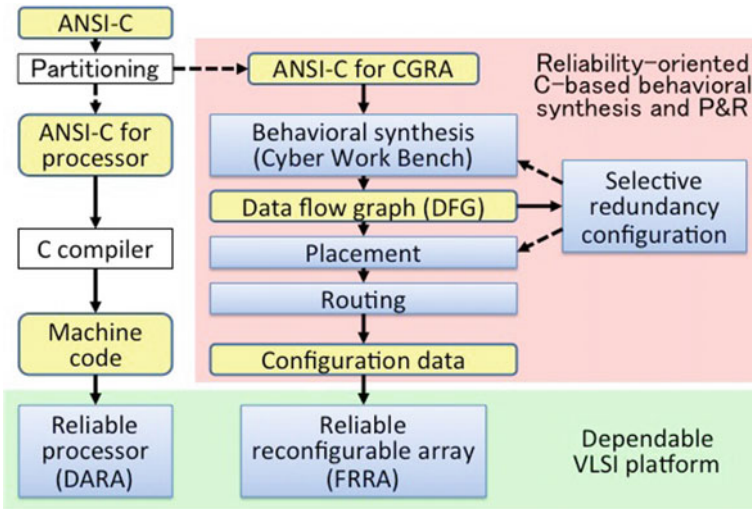 ANSI-C
Partitioning
ANSI-C for
processor
C compiler
Machine
code
Reliable
processor
(DARA)
ANSI-C for CGRA
Behavioral synthesis
(Cyber Work Bench)
Data flow graph (DFG)
Placement
Routing
Configuration data
Reliable
reconfigurable array
(FRRA)
Reliability-oriented
C-based behavioral
synthesis and P&R
Selective
redundancy
configuration
Dependable
VLSI platform